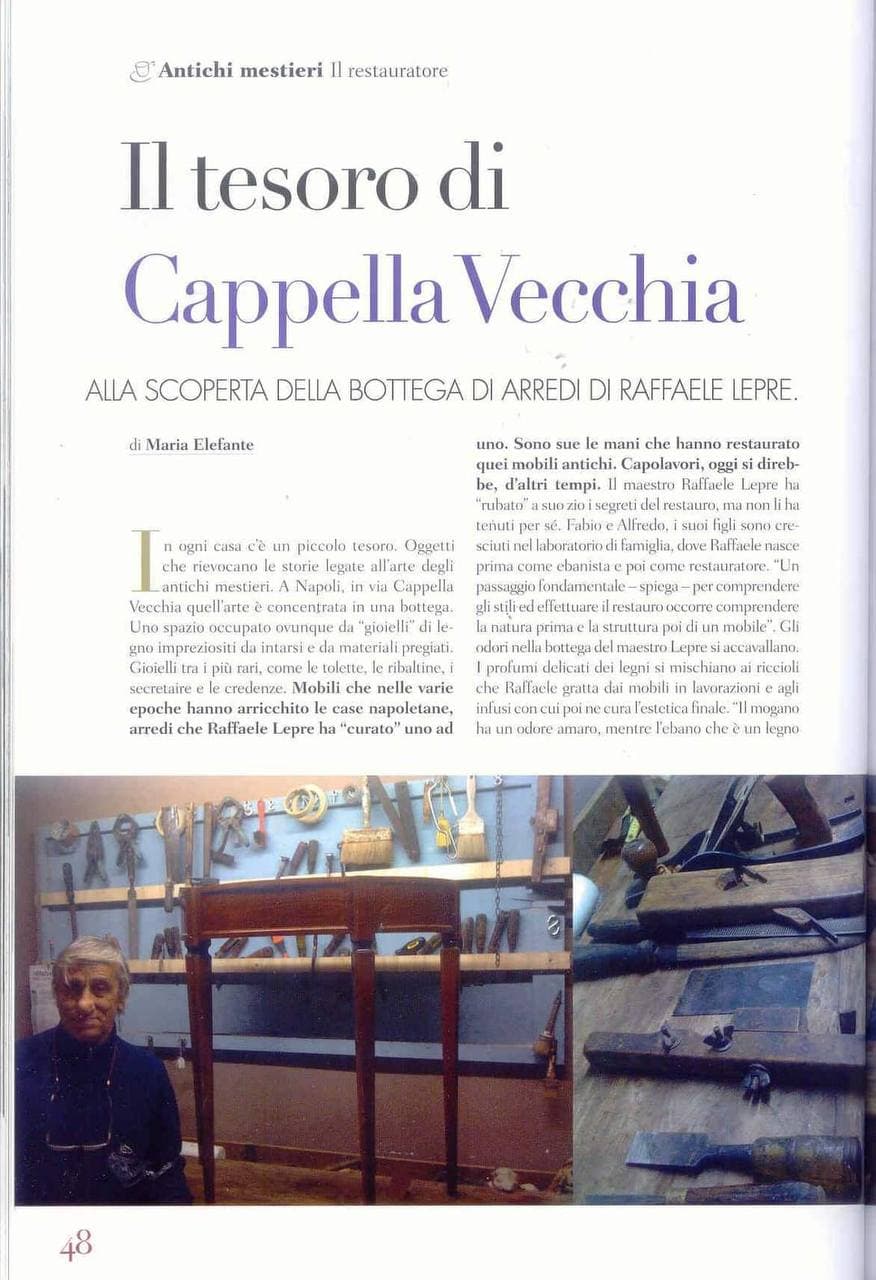 Antichi mestieri Il restauratore
Il tesoro di
Cappella Vecchia
ALLA SCOPERTA DELLA BOTTEGA DI ARREDI DI RAFFAELE LEPRE.
di Maria Elefante
In ogni casa c'è un piccolo tesoro. Oggetti
che rievocano le storie legate all'arte degli
antichi mestieri. A Napoli, in via Cappella
Vecchia quell'arte è concentrata in una bottega.
Uno spazio occupato ovunque da “gioielli” di le-
gno impreziositi da intarsi e da materiali pregiati.
Gioielli tra i più rari, come le tolette, le ribaltine, i
secretaire e le credenze. Mobili che nelle varie
epoche hanno arricchito le case napoletane,
arredi che Raffaele Lepre ha “curato” uno ad
uno. Sono sue le mani che hanno restaurato
quei mobili antichi. Capolavori, oggi si direb-
be, d'altri tempi. Il maestro Raffaele Lepre ha
“rubato” a suo zio i segreti del restauro, ma non li ha
tenuti per sé. Fabio e Alfredo, i suoi figli sono cre-
sciuti nel laboratorio di famiglia, dove Raffaele nasce
prima come ebanista e poi come restauratore. “Un
passaggio fondamentale – spiega – per comprendere
gli stili ed effettuare il restauro occorre comprendere
la natura prima e la struttura poi di un mobile”. Gli
odori nella bottega del maestro Lepre si accavallano.
I profumi delicati dei legni si mischiano ai riccioli
che Raffaele gratta dai mobili in lavorazioni e agli
infusi con cui poi ne cura l'estetica finale. “Il mogano
ha un odore amaro, mentre l'ebano che è un legno
48